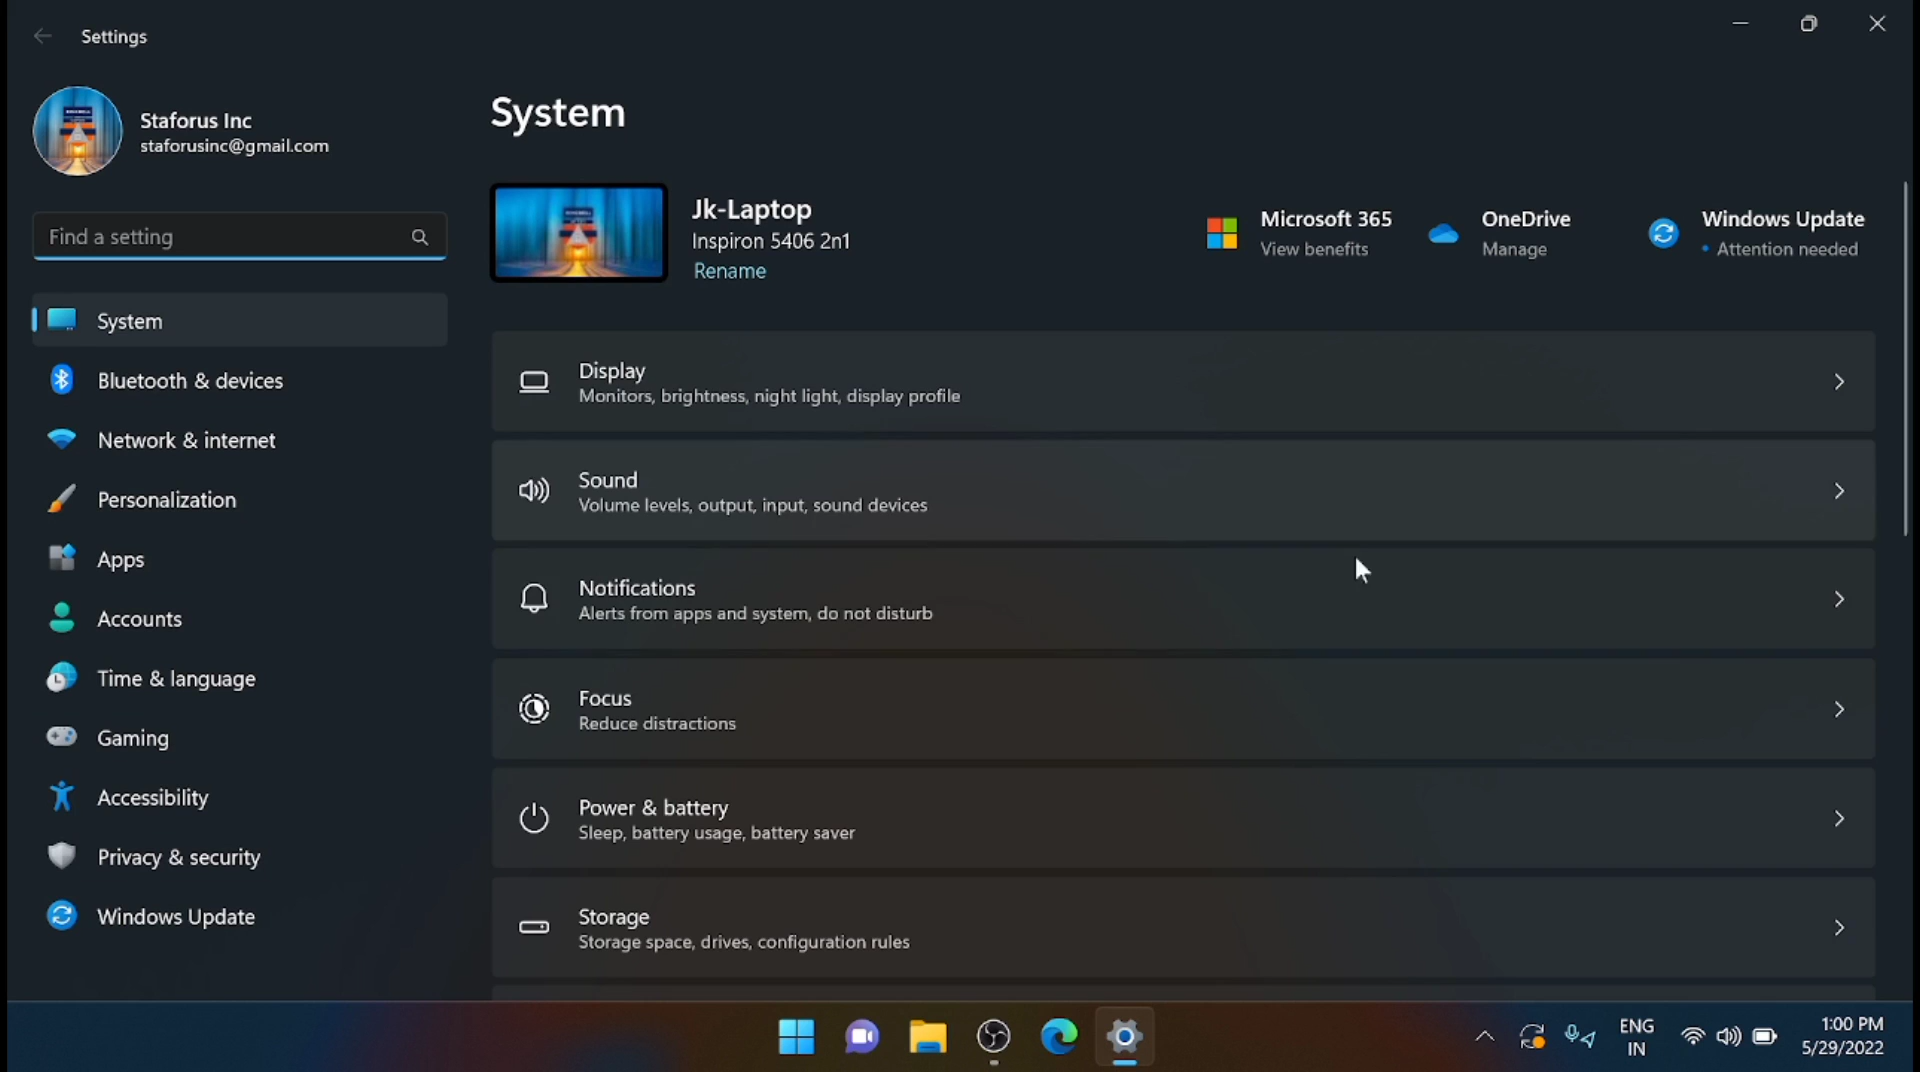 Settings
Staforus Inc
staforusinc@gmail.com
Find a setting
System
Bluetooth & devices
Network & internet
Personalization
Apps
Accounts
Time & language
Gaming
Accessibility
Privacy & security
Windows Update
System
Jk-Laptop
Inspiron 5406 2n1
Rename
Microsoft 365
View benefits
OneDrive
Manage
Windows Update
• Attention needed
Display
Monitors, brightness, night light, display profile
Sound
Volume levels, output, input, sound devices
Notifications
Alerts from apps and system, do not disturb
Focus
Reduce distractions
Power & battery
Sleep, battery usage, battery saver
Storage
Storage space, drives, configuration rules
ENG
IN
1:00 PM
5/29/2022